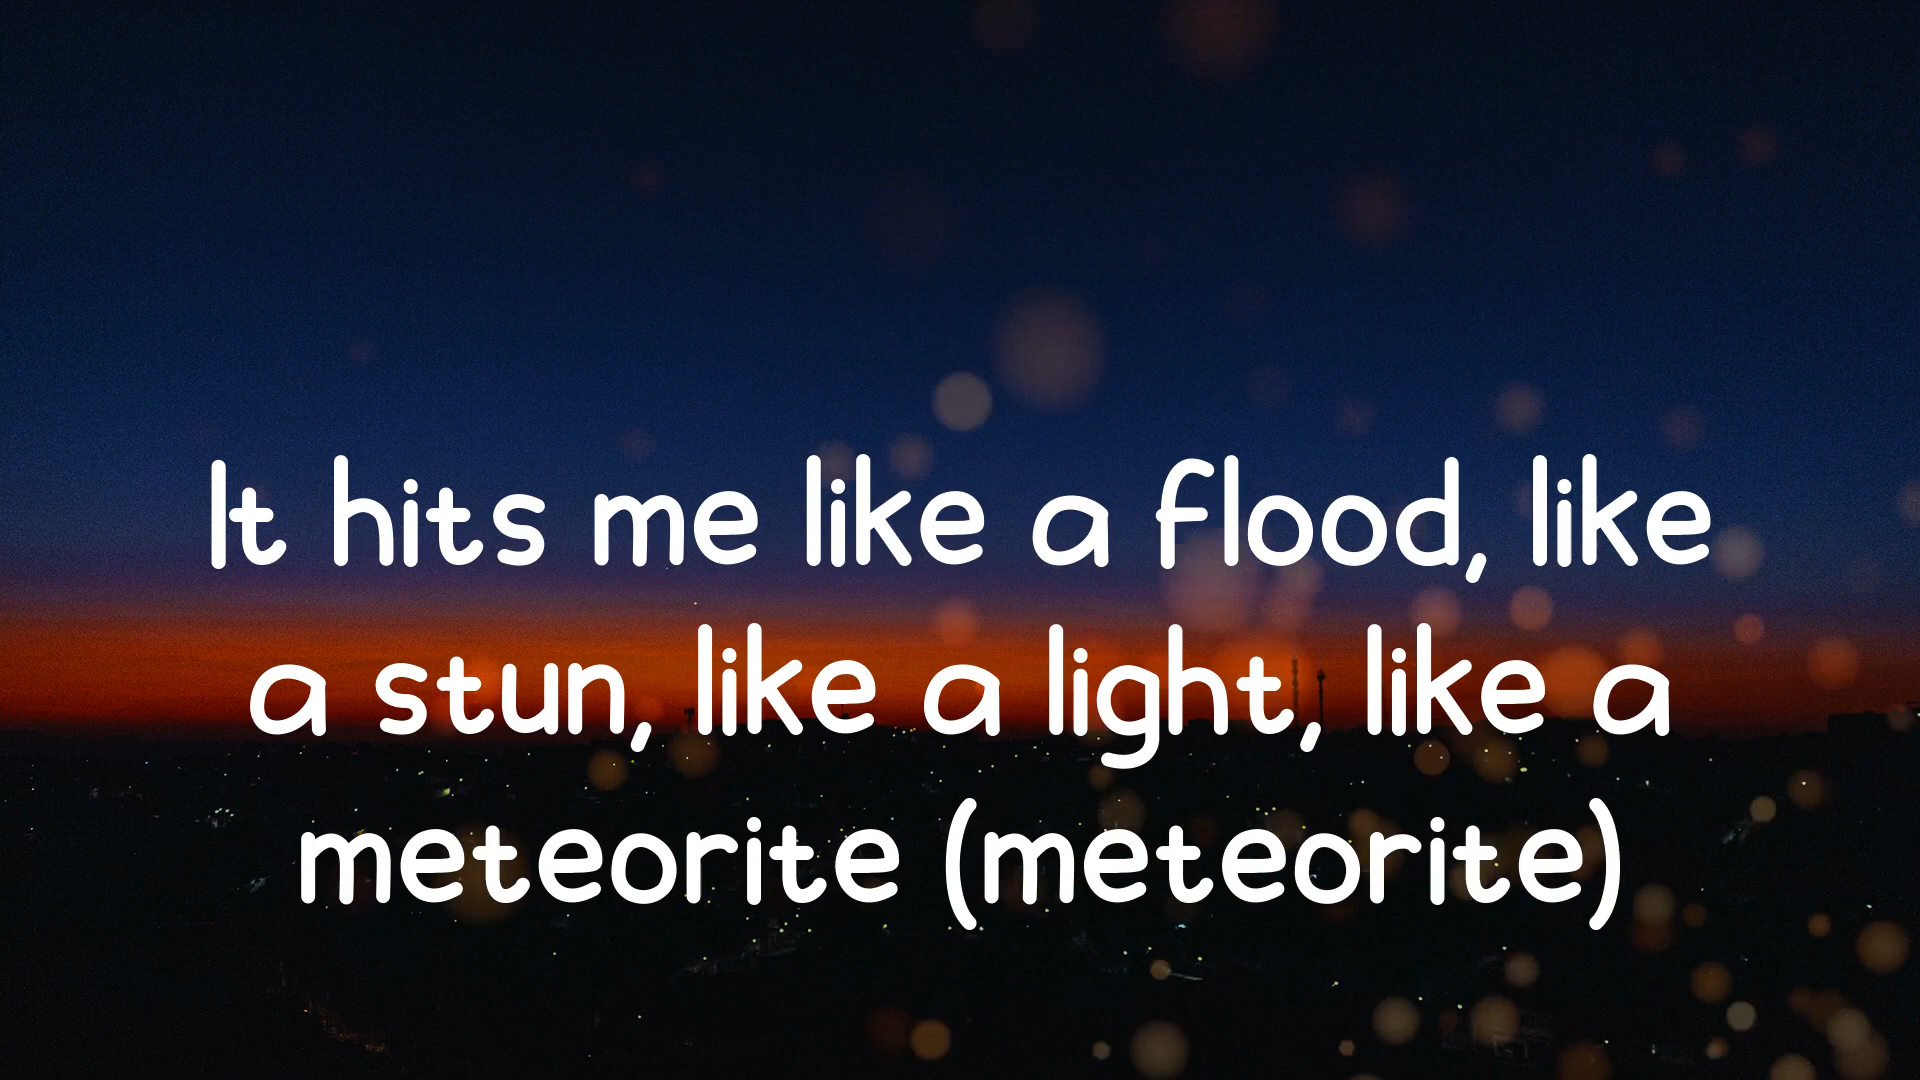 It hits me like a flood, like
a stun, like a light, like a
meteorite (meteorite)